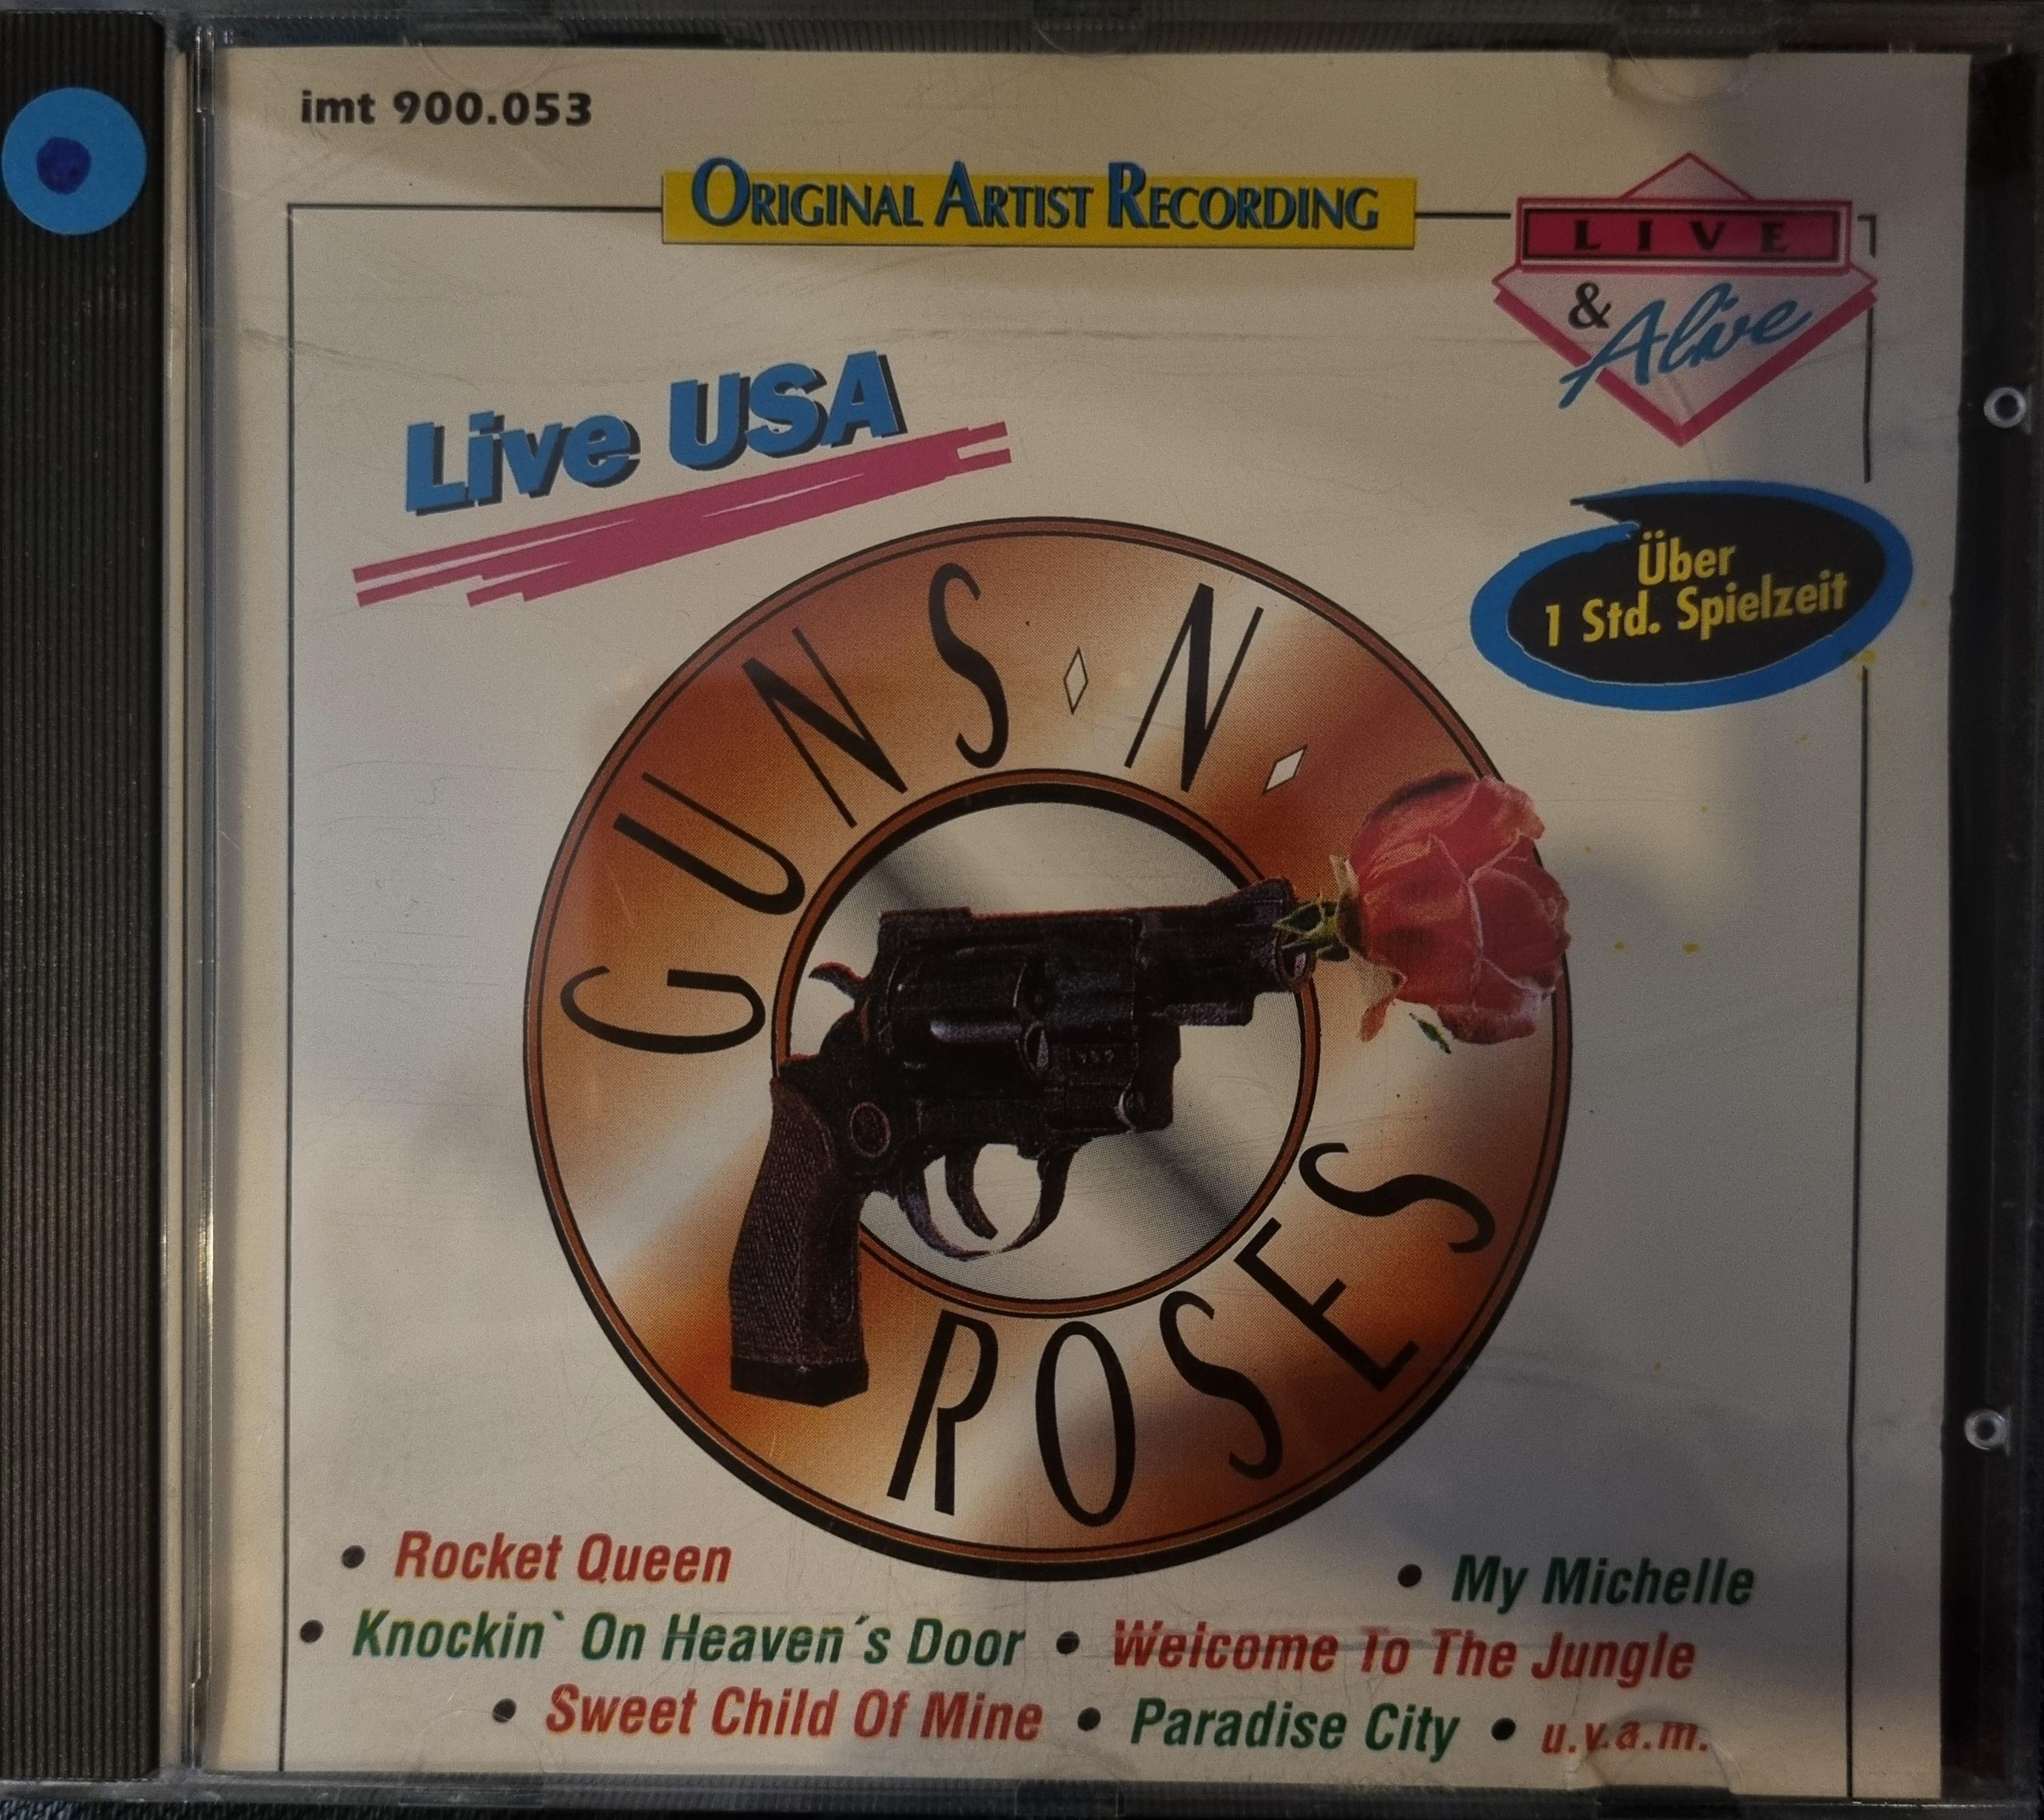 imt 900.053
ORIGINAL ARTIST RECORDING
LIVE
& Alive
Live USA
Über
1 Std. Spielzeit
GUNS N
ROSES
• Rocket Queen
• My Michelle
• Knockin` On Heaven´s Door • Welcome To The Jungle
• Sweet Child Of Mine • Paradise City • u.v.a.m.